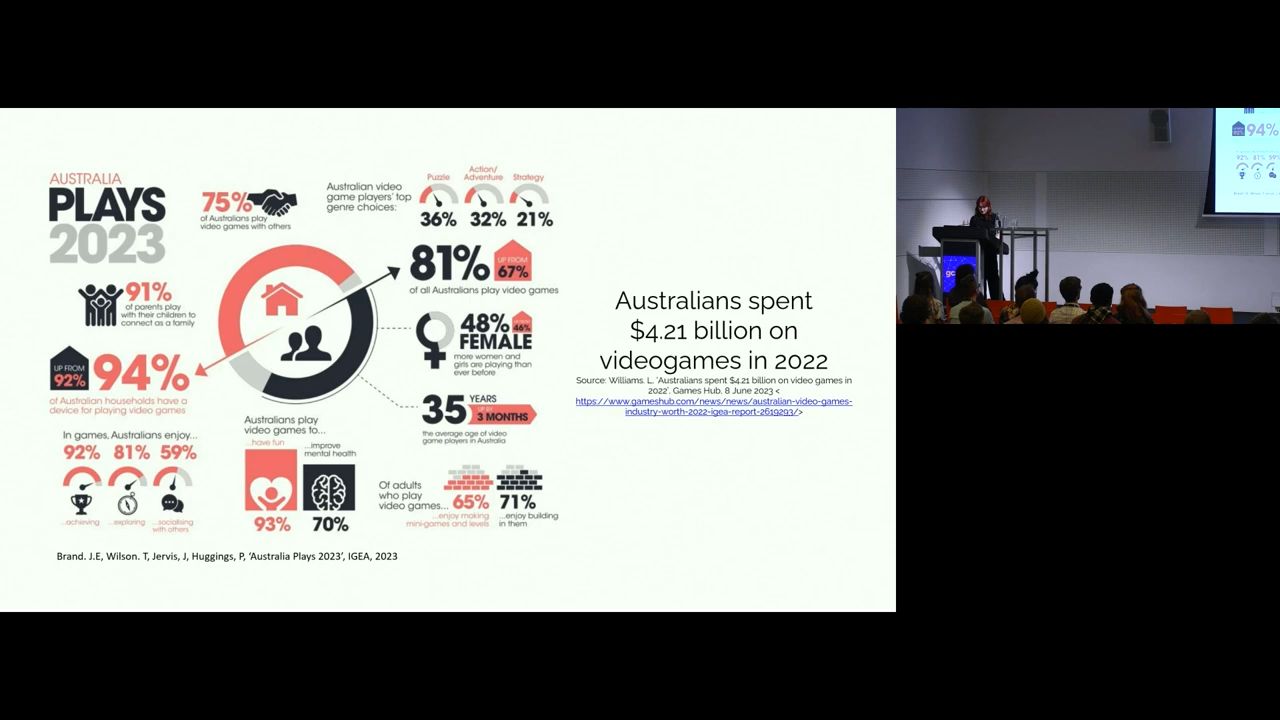 AUSTRALIA
PLAYS
2023
75%
of Australians play
video games with others
Australian video
game players' top
genre choices:
Puzzle
Action/
Adventure
Strategy
36%
32%
21%
81%
UP FROM
67%
of all Australians play video games
91%
of parents play
with their children to
connect as a family
48%
46%
FEMALE
more women and
girls are playing than
ever before
UP FROM
92%
94%
of Australian households have a
device for playing video games
35
YEARS
UP BY
3 MONTHS
the average age of video
game players in Australia
In games, Australians enjoy...
92%
81%
59%
...achieving
...exploring
...socialising
with others
Australians play
video games to...
...have fun
...improve
mental health
93%
70%
Of adults
who play
video games...
65%
71%
...enjoy making
mini-games and levels
...enjoy building
in them
Brand. J.E, Wilson. T, Jervis, J, Huggings, P, 'Australia Plays 2023', IGEA, 2023
Australians spent
$4.21 billion on
videogames in 2022
Source: Williams. L, 'Australians spent $4.21 billion on video games in
2022', Games Hub, 8 June 2023 <
https://www.gameshub.com/news/news/australian-video-games-
industry-worth-2022-igea-report-2619293/>
94%
92% 81% 59%
gc